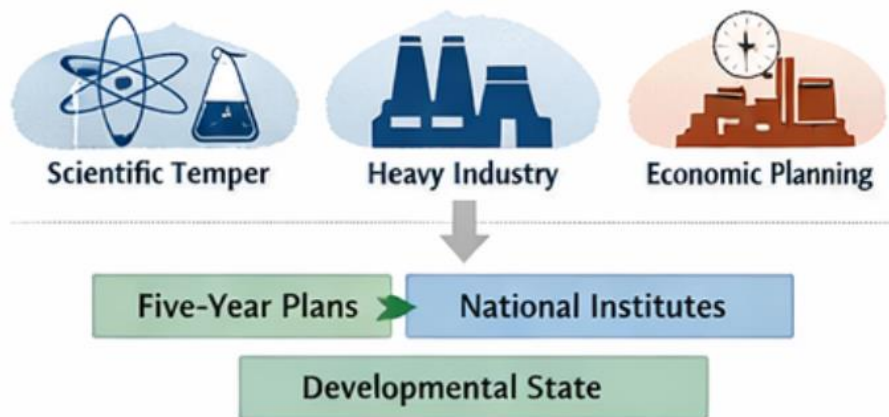 Scientific Temper
Heavy Industry
Economic Planning
Five-Year Plans
National Institutes
Developmental State